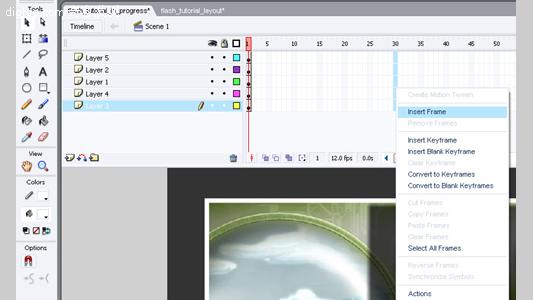 Tools
flash_tutorial_in_progress*
flash_tutorial_layout*
Timeline
Scene 1
1 5 10 15 20 25 30 35 40 45 50
Layer 5
Layer 2
Layer 1
Layer 4
Layer 3
1 12.0 fps 0.0s
View
Colors
Options
Create Motion Tween
Insert Frame
Remove Frames
Insert Keyframe
Insert Blank Keyframe
Clear Keyframe
Convert to Keyframes
Convert to Blank Keyframes
Cut Frames
Copy Frames
Paste Frames
Clear Frames
Select All Frames
Reverse Frames
Synchronize Symbols
Actions